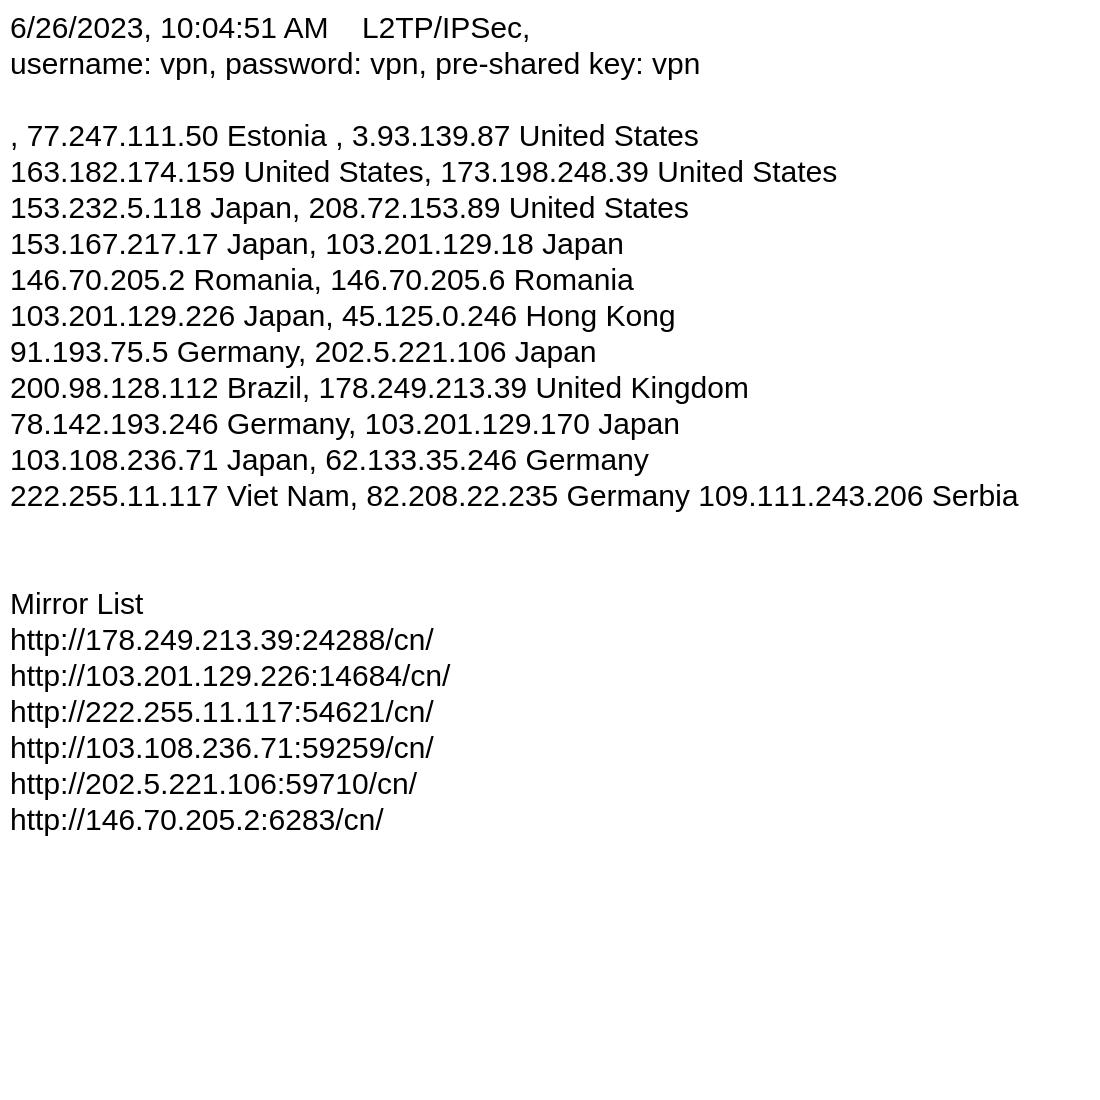 6/26/2023, 10:04:51 AM    L2TP/IPSec,
username: vpn, password: vpn, pre-shared key: vpn
, 77.247.111.50 Estonia , 3.93.139.87 United States
163.182.174.159 United States, 173.198.248.39 United States
153.232.5.118 Japan, 208.72.153.89 United States
153.167.217.17 Japan, 103.201.129.18 Japan
146.70.205.2 Romania, 146.70.205.6 Romania
103.201.129.226 Japan, 45.125.0.246 Hong Kong
91.193.75.5 Germany, 202.5.221.106 Japan
200.98.128.112 Brazil, 178.249.213.39 United Kingdom
78.142.193.246 Germany, 103.201.129.170 Japan
103.108.236.71 Japan, 62.133.35.246 Germany
222.255.11.117 Viet Nam, 82.208.22.235 Germany 109.111.243.206 Serbia
Mirror List
http://178.249.213.39:24288/cn/
http://103.201.129.226:14684/cn/
http://222.255.11.117:54621/cn/
http://103.108.236.71:59259/cn/
http://202.5.221.106:59710/cn/
http://146.70.205.2:6283/cn/